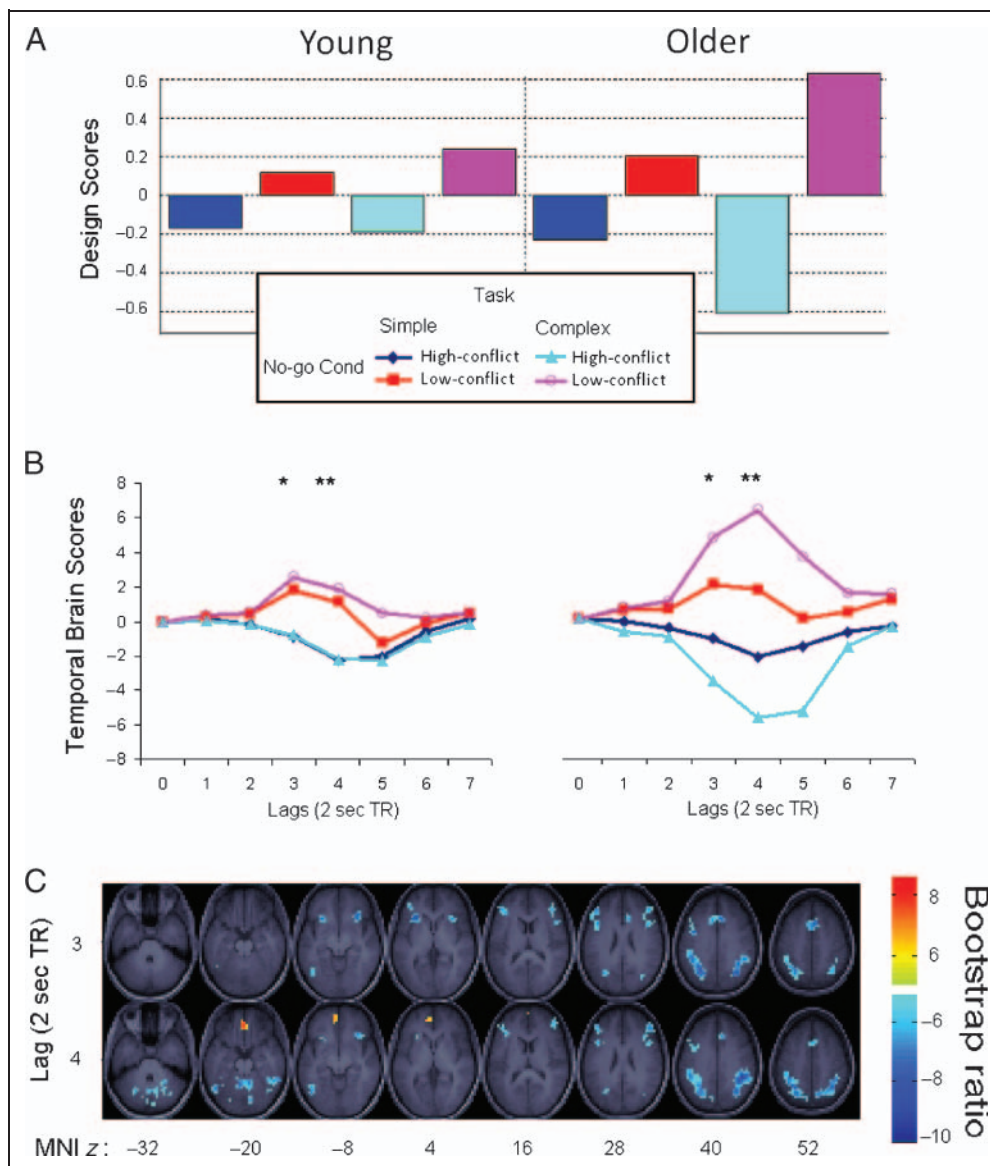 A
Young Older
Design Scores
0.6
0.4
0.2
0
−0.2
−0.4
−0.6
Task
Simple Complex
No-go Cond
High-conflict High-conflict
Low-conflict Low-conflict
B
Temporal Brain Scores
8
6
4
2
0
−2
−4
−6
−8
* ** * **
0 1 2 3 4 5 6 7 0 1 2 3 4 5 6 7
Lags (2 sec TR) Lags (2 sec TR)
C
Lag (2 sec TR)
3
4
8
6
−6
−8
−10
Bootstrap ratio
MNI z : −32 −20 −8 4 16 28 40 52